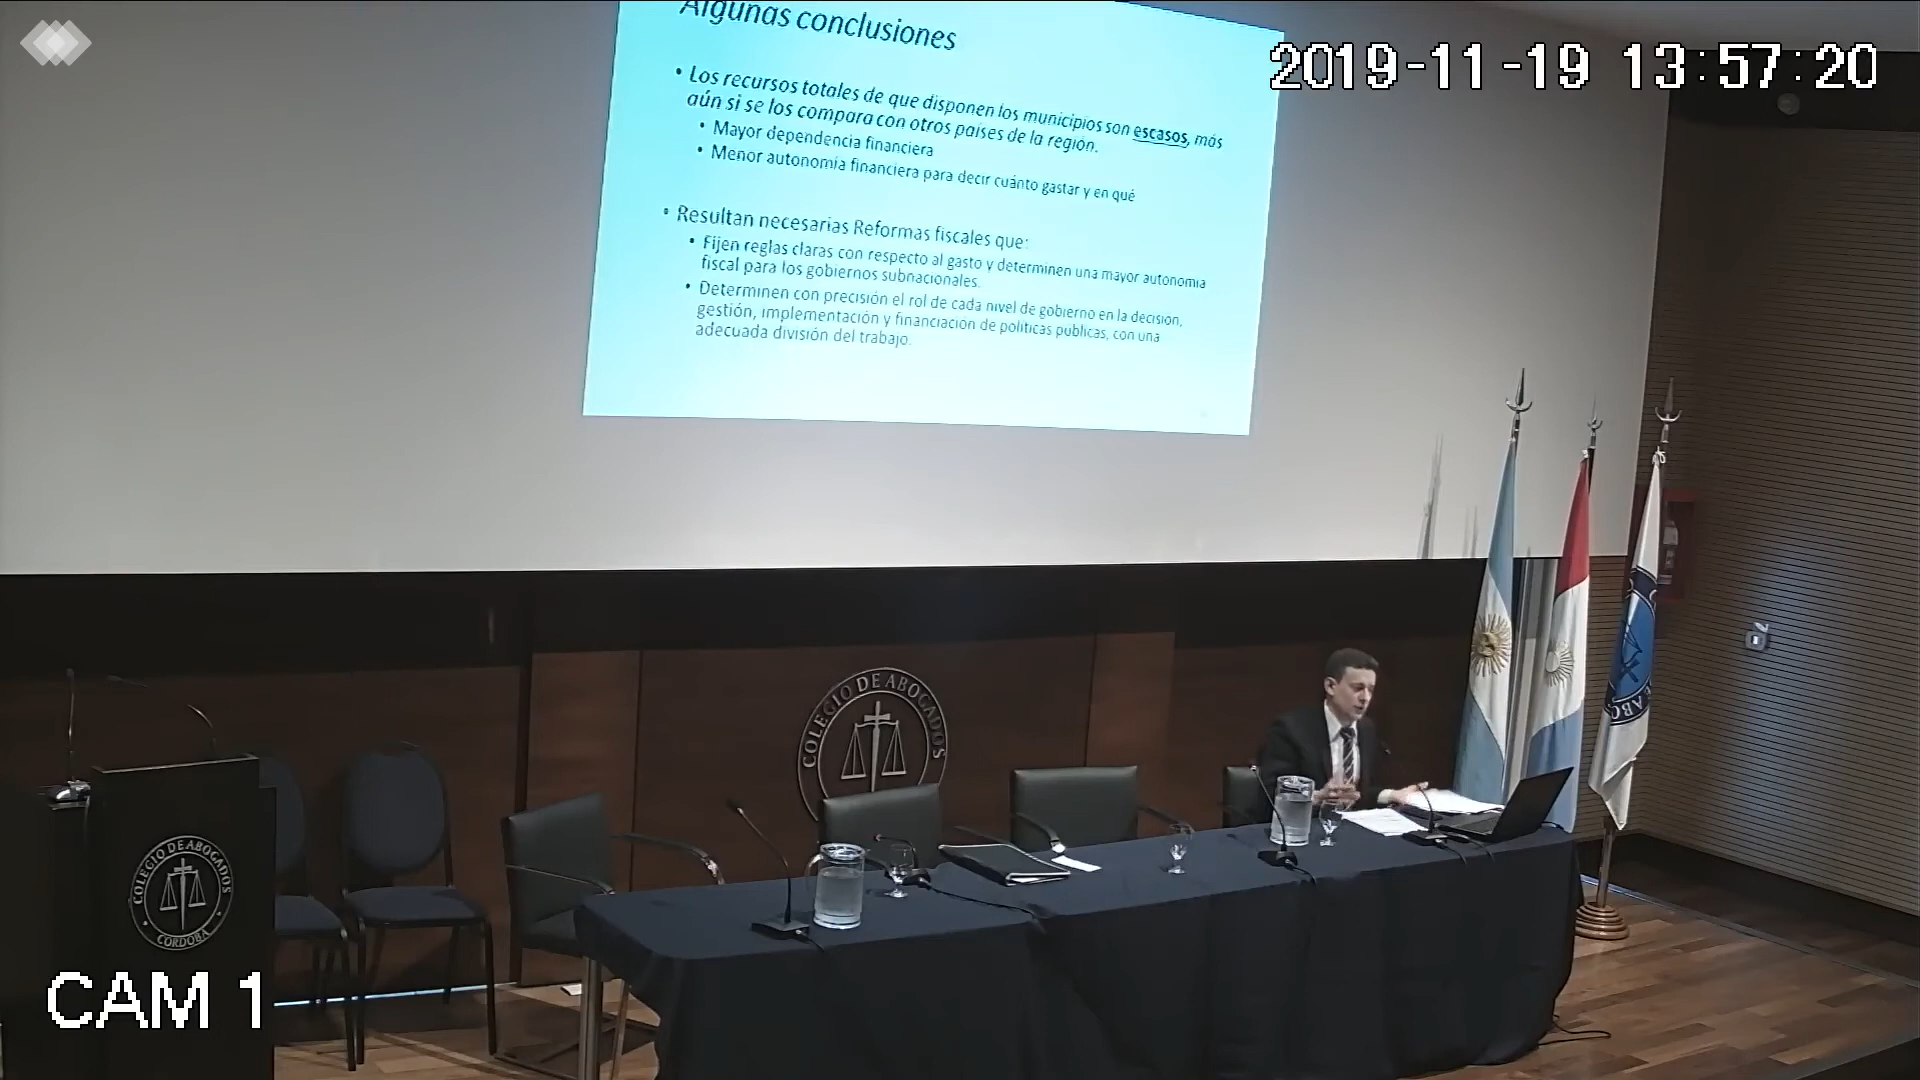 Algunas conclusiones
2019-11-19 13:57:20
• Los recursos totales de que disponen los municipios son escasos, más
aún si se los compara con otros países de la región.
• Mayor dependencia financiera
• Menor autonomía financiera para decir cuánto gastar y en qué
• Resultan necesarias Reformas fiscales que:
• Fijen reglas claras con respecto al gasto y determinen una mayor autonomía
fiscal para los gobiernos subnacionales.
• Determinen con precisión el rol de cada nivel de gobierno en la decisión,
gestión, implementación y financiación de políticas públicas, con una
adecuada división del trabajo.
COLEGIO DE ABOGADOS
COLEGIO DE ABOGADOS
CORDOBA
ABO
CAM 1